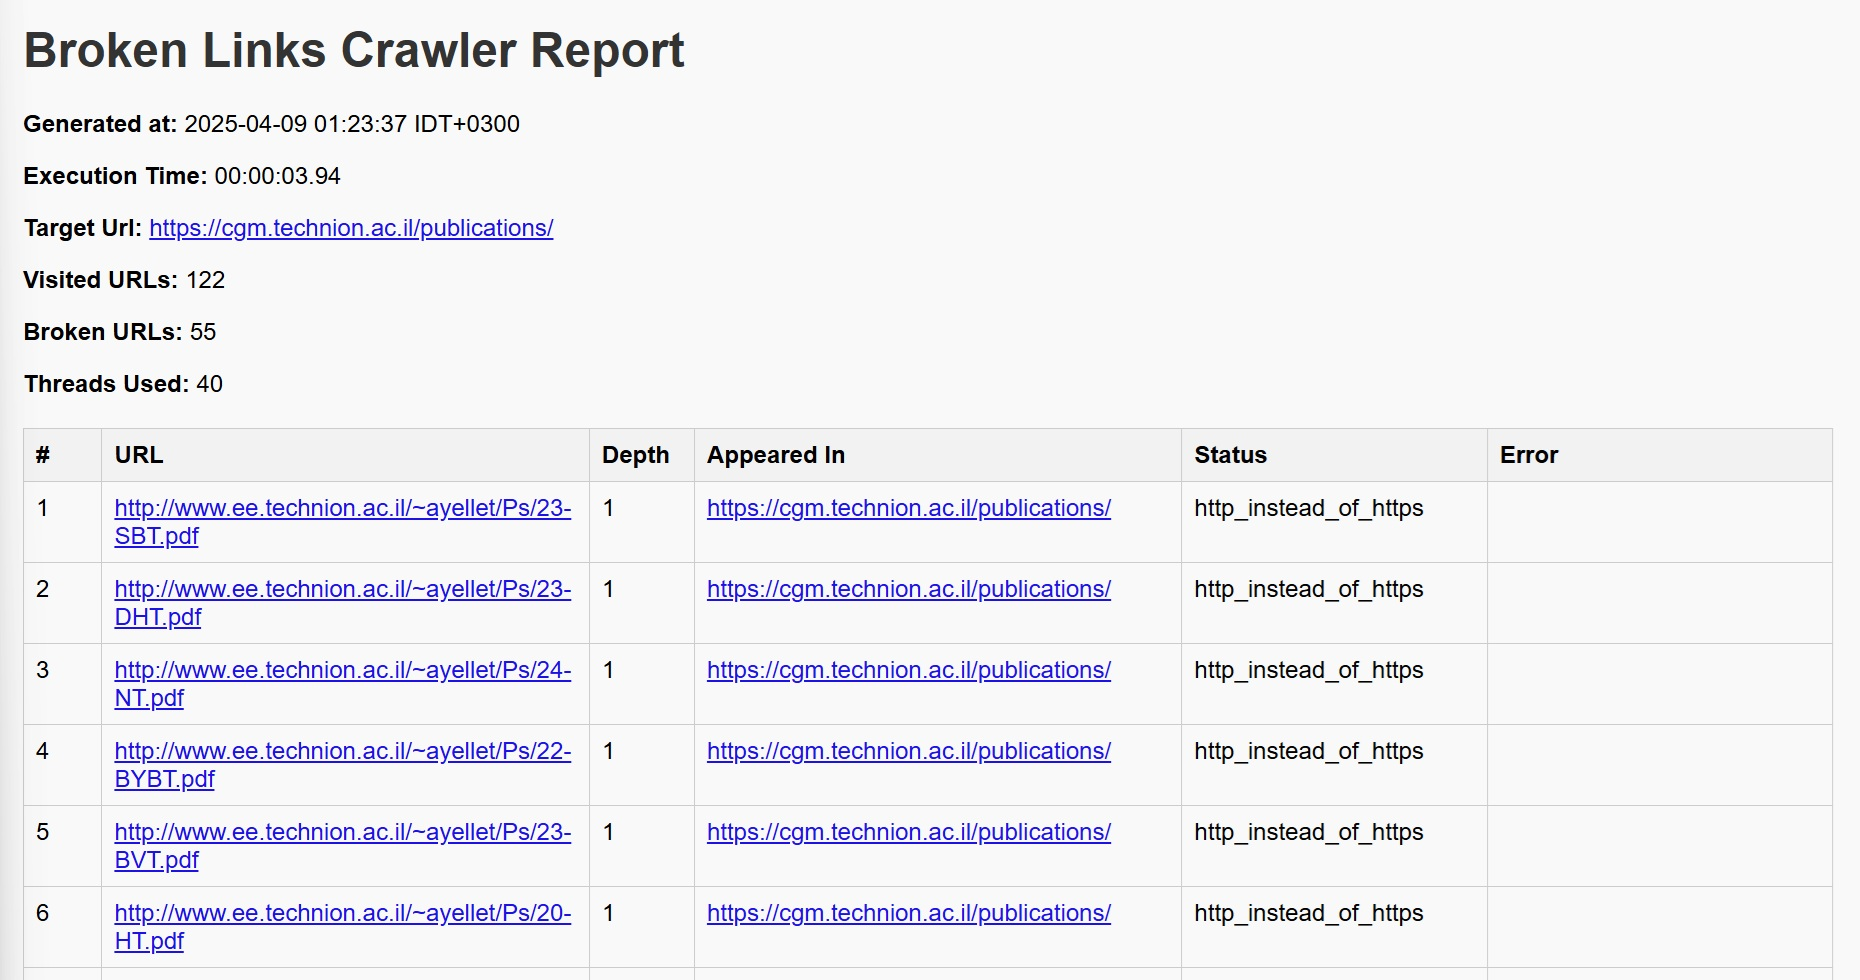 Broken Links Crawler Report
Generated at: 2025-04-09 01:23:37 IDT+0300
Execution Time: 00:00:03.94
Target Url: https://cgm.technion.ac.il/publications/
Visited URLs: 122
Broken URLs: 55
Threads Used: 40
# URL Depth Appeared In Status Error
1 http://www.ee.technion.ac.il/~ayellet/Ps/23- 1 https://cgm.technion.ac.il/publications/ http_instead_of_https
SBT.pdf
2 http://www.ee.technion.ac.il/~ayellet/Ps/23- 1 https://cgm.technion.ac.il/publications/ http_instead_of_https
DHT.pdf
3 http://www.ee.technion.ac.il/~ayellet/Ps/24- 1 https://cgm.technion.ac.il/publications/ http_instead_of_https
NT.pdf
4 http://www.ee.technion.ac.il/~ayellet/Ps/22- 1 https://cgm.technion.ac.il/publications/ http_instead_of_https
BYBT.pdf
5 http://www.ee.technion.ac.il/~ayellet/Ps/23- 1 https://cgm.technion.ac.il/publications/ http_instead_of_https
BVT.pdf
6 http://www.ee.technion.ac.il/~ayellet/Ps/20- 1 https://cgm.technion.ac.il/publications/ http_instead_of_https
HT.pdf